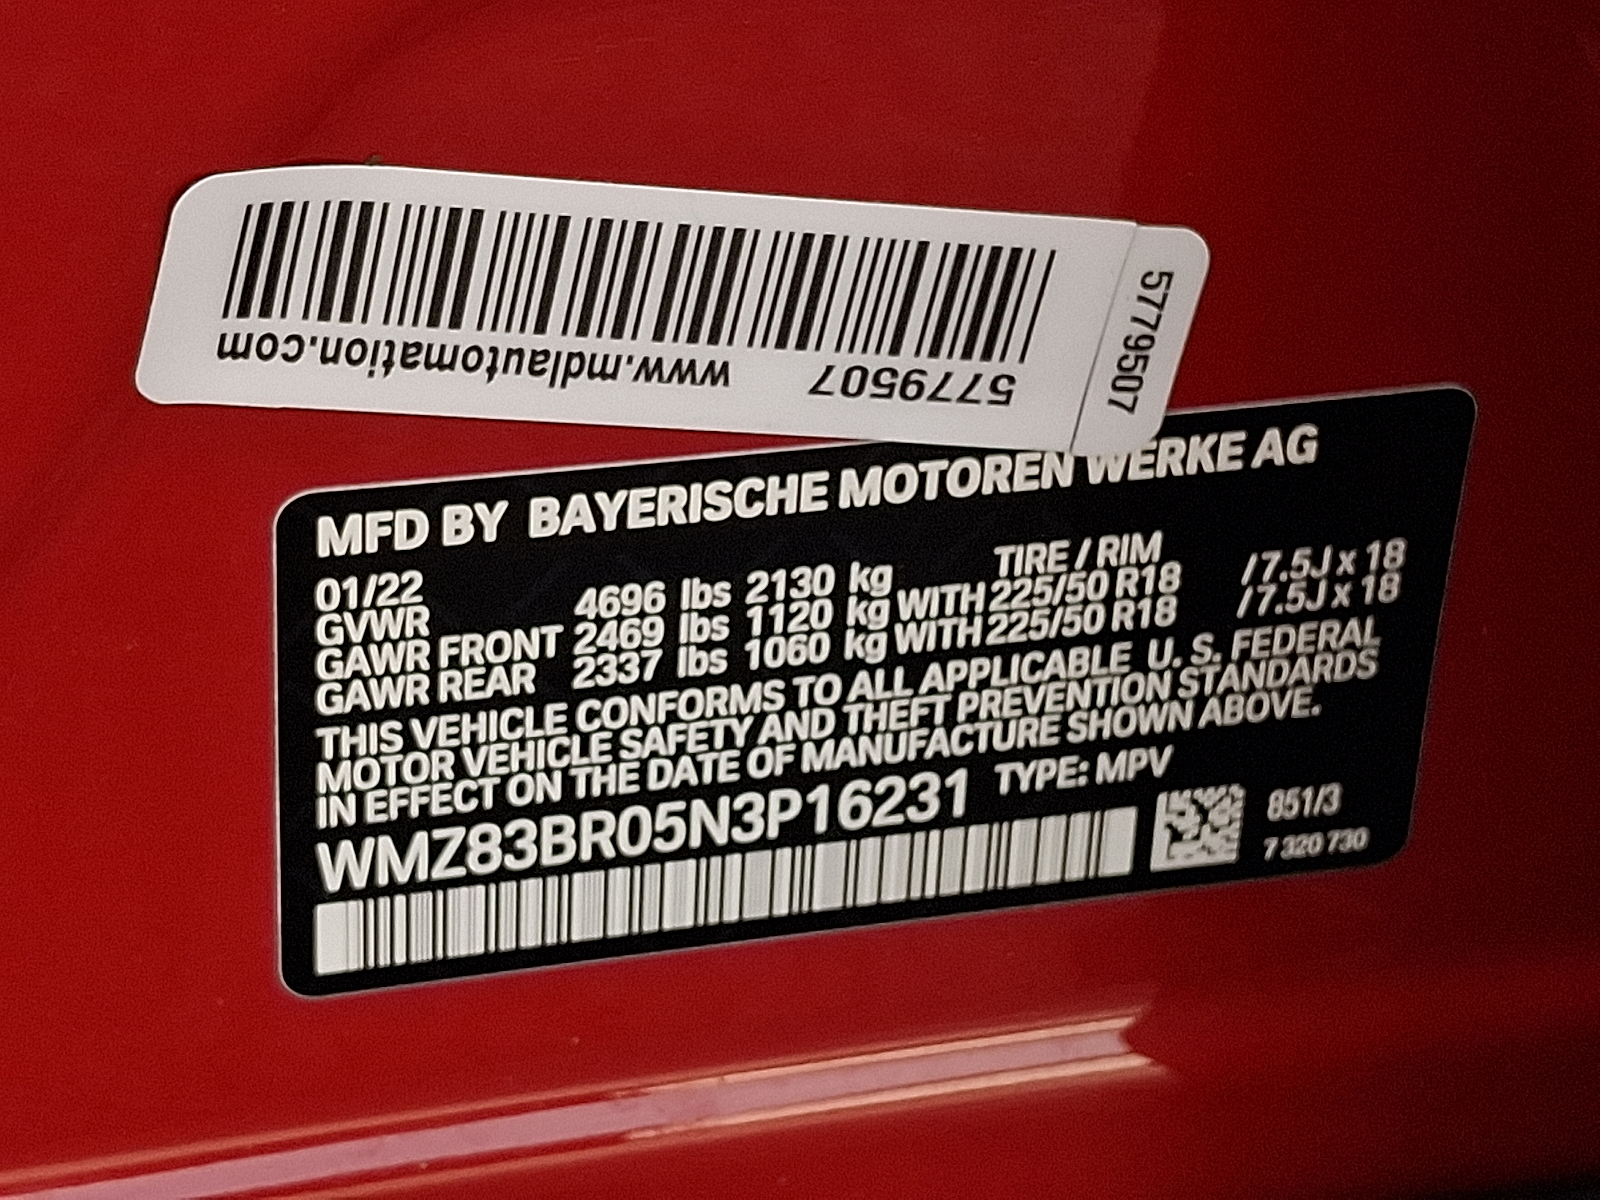 www.mdlautomation.com 5779507
5779507
MFD BY BAYERISCHE MOTOREN WERKE AG
01/22 TIRE / RIM
GVWR 4696 lbs 2130 kg
GAWR FRONT 2469 lbs 1120 kg WITH 225/50 R18 /7.5J x 18
GAWR REAR 2337 lbs 1060 kg WITH 225/50 R18 /7.5J x 18
THIS VEHICLE CONFORMS TO ALL APPLICABLE U. S. FEDERAL
MOTOR VEHICLE SAFETY AND THEFT PREVENTION STANDARDS
IN EFFECT ON THE DATE OF MANUFACTURE SHOWN ABOVE.
WMZ83BR05N3P16231 TYPE: MPV
851/3
7 320 730